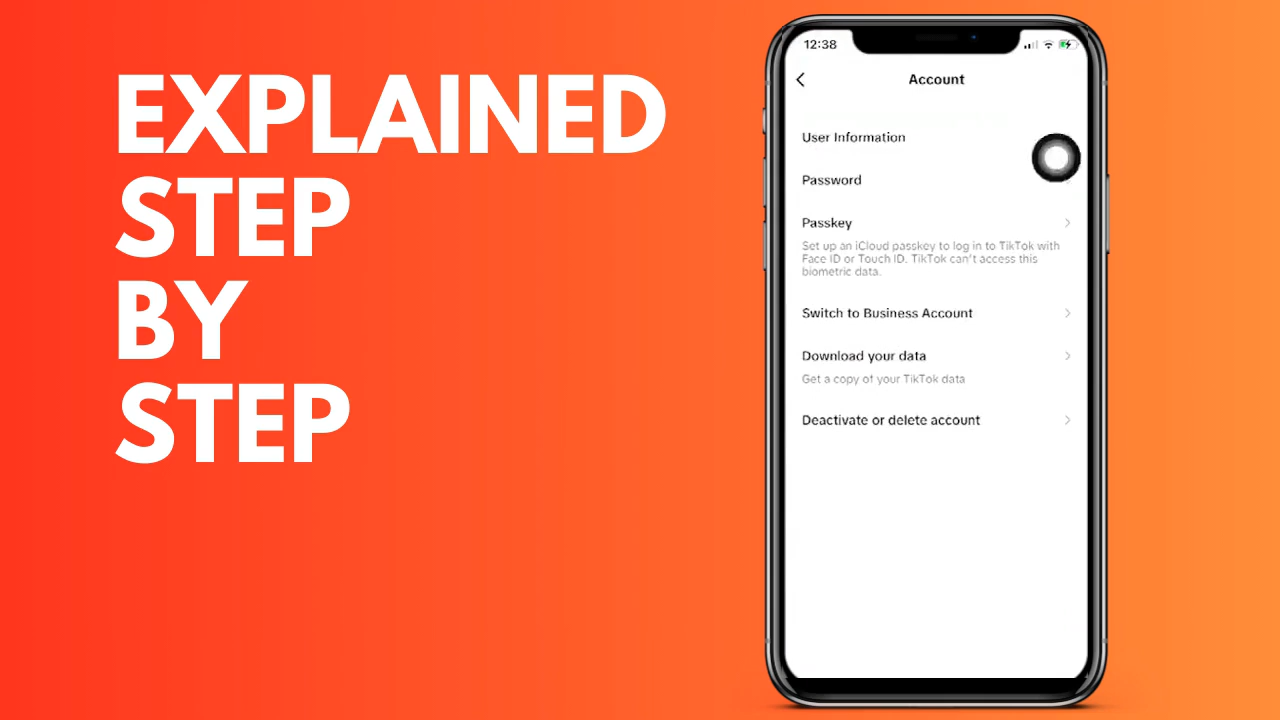 EXPLAINED
STEP
BY
STEP
12:38
Account
User Information
Password
Passkey
Set up an iCloud passkey to log in to TikTok with
Face ID or Touch ID. TikTok can't access this
biometric data.
Switch to Business Account
Download your data
Get a copy of your TikTok data
Deactivate or delete account